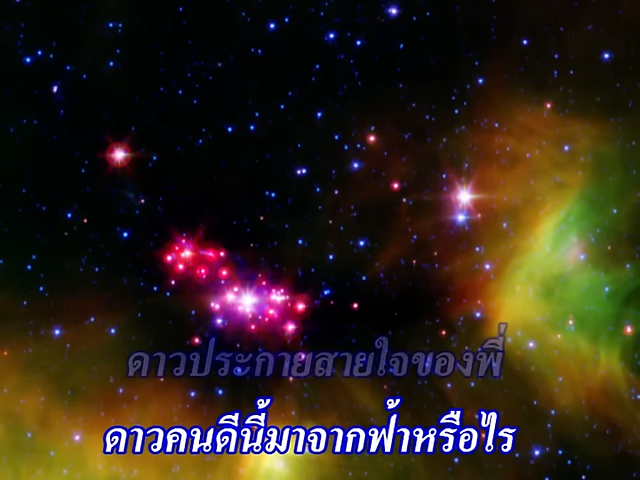 ดาวประกายสายใจของพี่
ดาวคนดีนี้มาจากฟ้าหรือไร